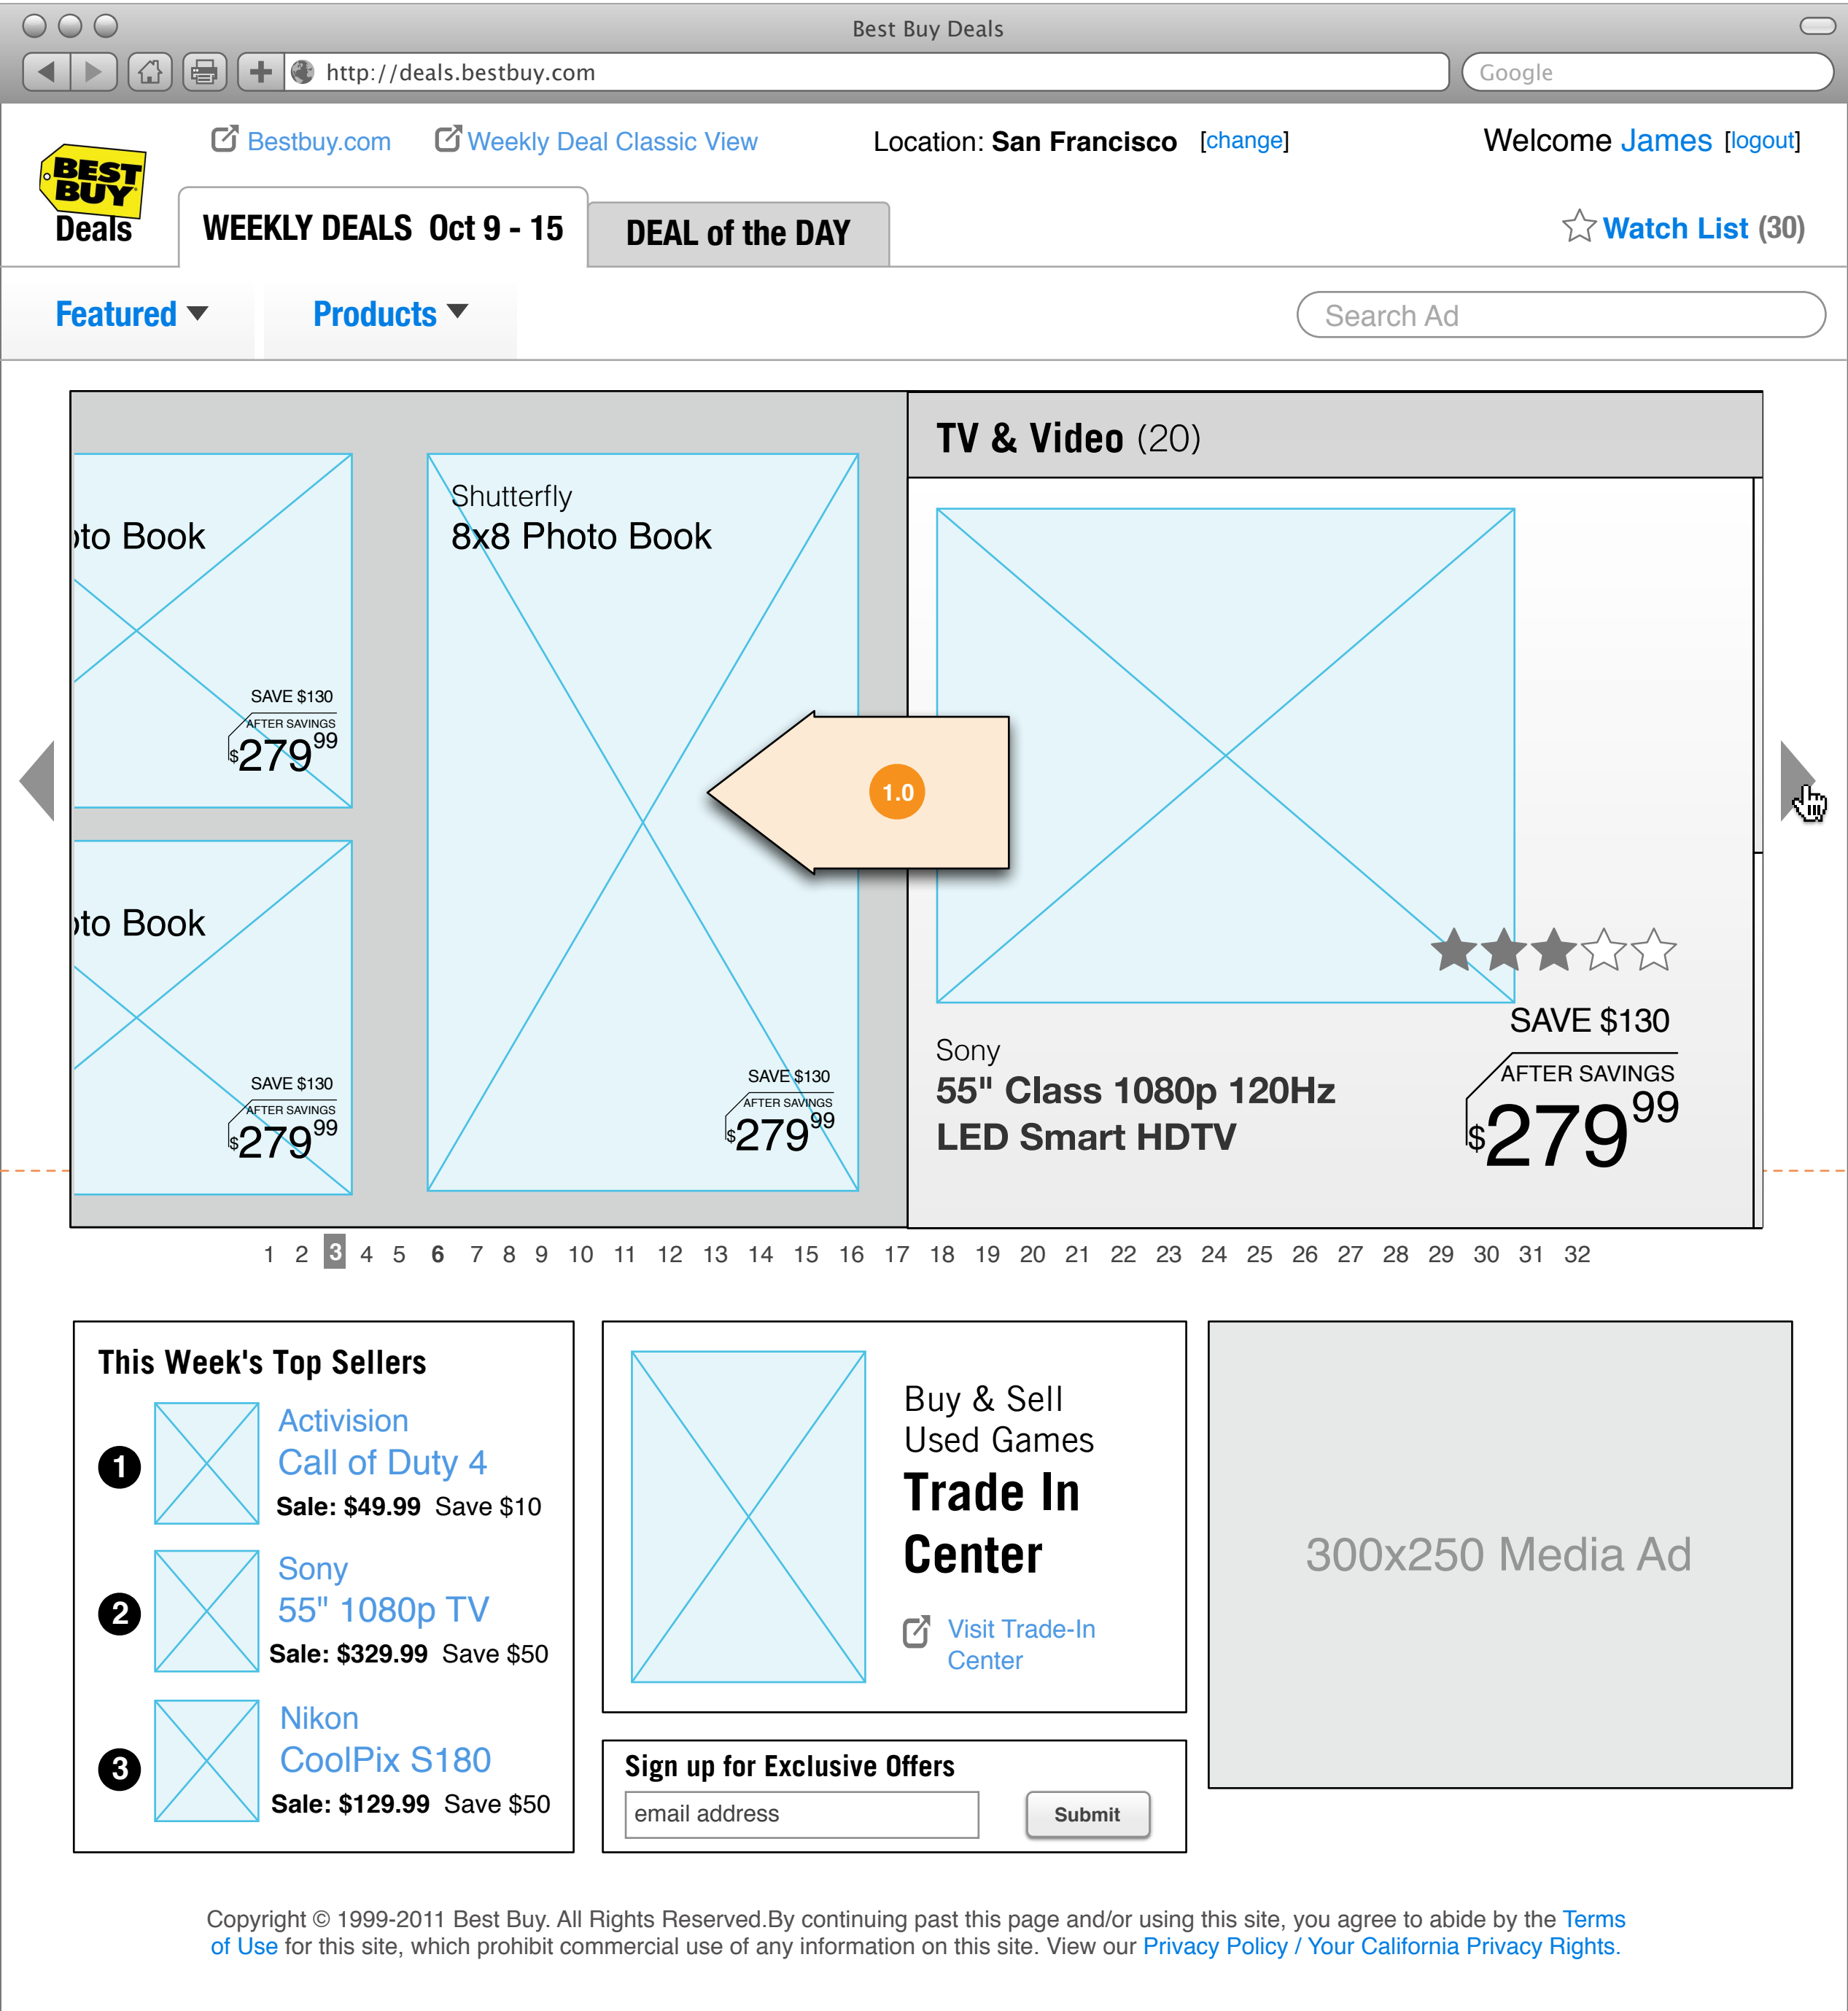 Best Buy Deals
http://deals.bestbuy.com
Google
Bestbuy.com
Weekly Deal Classic View
Location: San Francisco [change]
Welcome James [logout]
BEST
BUY
Deals
WEEKLY DEALS Oct 9 - 15
DEAL of the DAY
Watch List (30)
Featured
Products
Search Ad
to Book
SAVE $130
AFTER SAVINGS
$279 99
to Book
SAVE $130
AFTER SAVINGS
$279 99
Shutterfly
8x8 Photo Book
SAVE $130
AFTER SAVINGS
$279 99
1.0
TV & Video (20)
Sony
55" Class 1080p 120Hz
LED Smart HDTV
SAVE $130
AFTER SAVINGS
$279 99
1 2 3 4 5 6 7 8 9 10 11 12 13 14 15 16 17 18 19 20 21 22 23 24 25 26 27 28 29 30 31 32
This Week's Top Sellers
1
Activision
Call of Duty 4
Sale: $49.99 Save $10
2
Sony
55" 1080p TV
Sale: $329.99 Save $50
3
Nikon
CoolPix S180
Sale: $129.99 Save $50
Buy & Sell
Used Games
Trade In
Center
Visit Trade-In
Center
Sign up for Exclusive Offers
email address
Submit
300x250 Media Ad
Copyright © 1999-2011 Best Buy. All Rights Reserved.By continuing past this page and/or using this site, you agree to abide by the Terms
of Use for this site, which prohibit commercial use of any information on this site. View our Privacy Policy / Your California Privacy Rights.